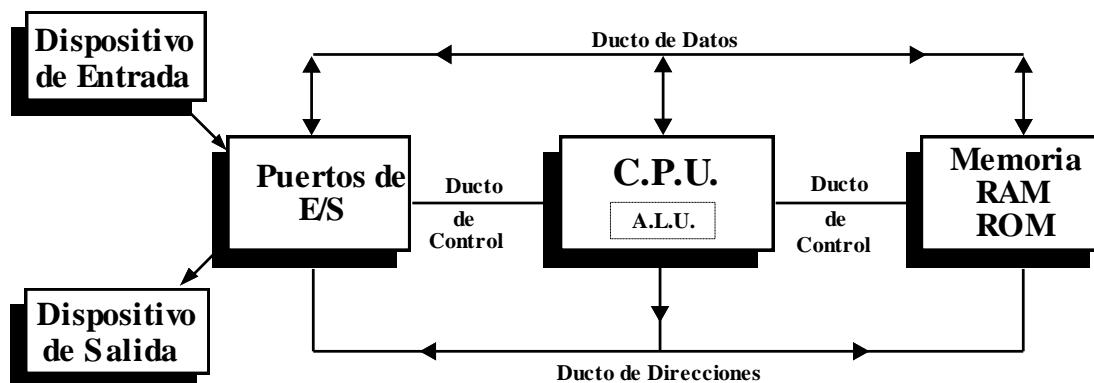 Dispositivo
de Entrada
Ducto de Datos
Puertos de
E/S
Ducto
de
Control
C.P.U.
A.L.U.
Ducto
de
Control
Memoria
RAM
ROM
Dispositivo
de Salida
Ducto de Direcciones